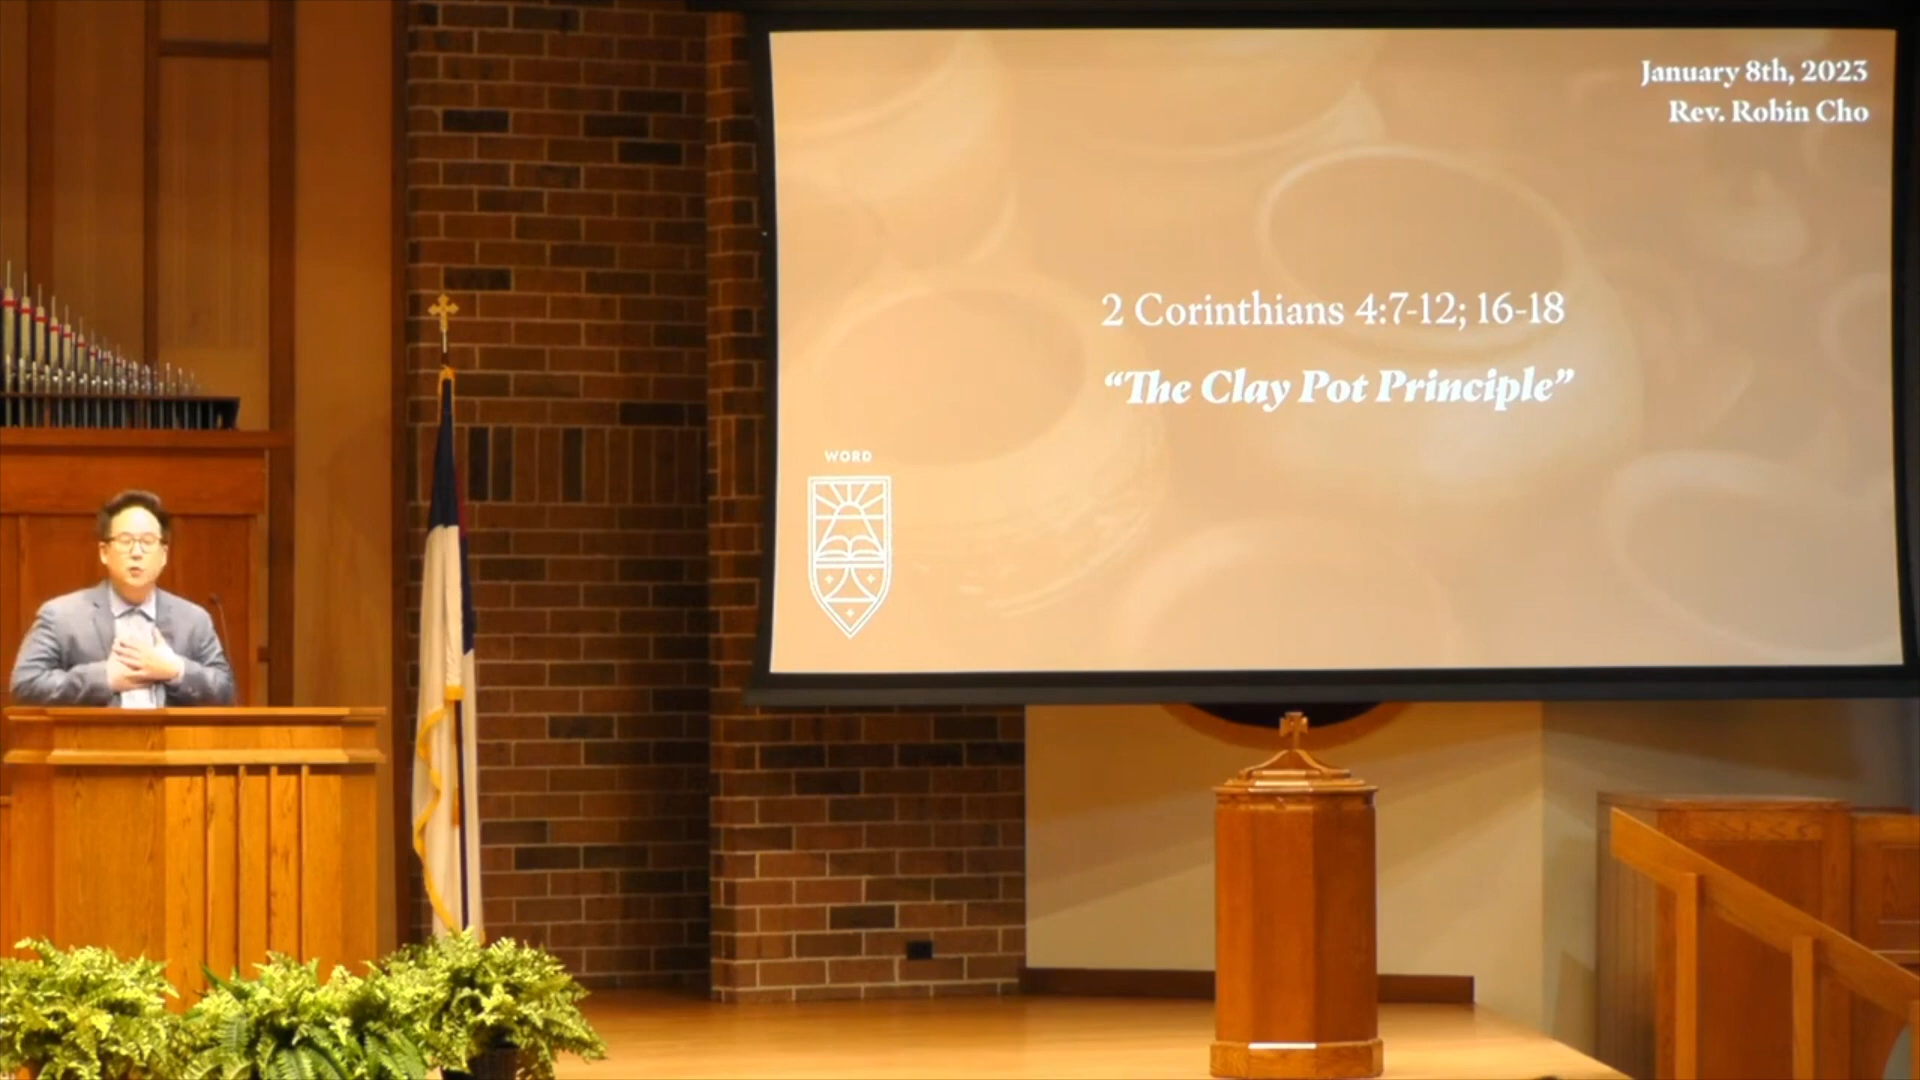 January 8th, 2023
Rev. Robin Cho
2 Corinthians 4:7-12; 16-18
“The Clay Pot Principle”
WORD